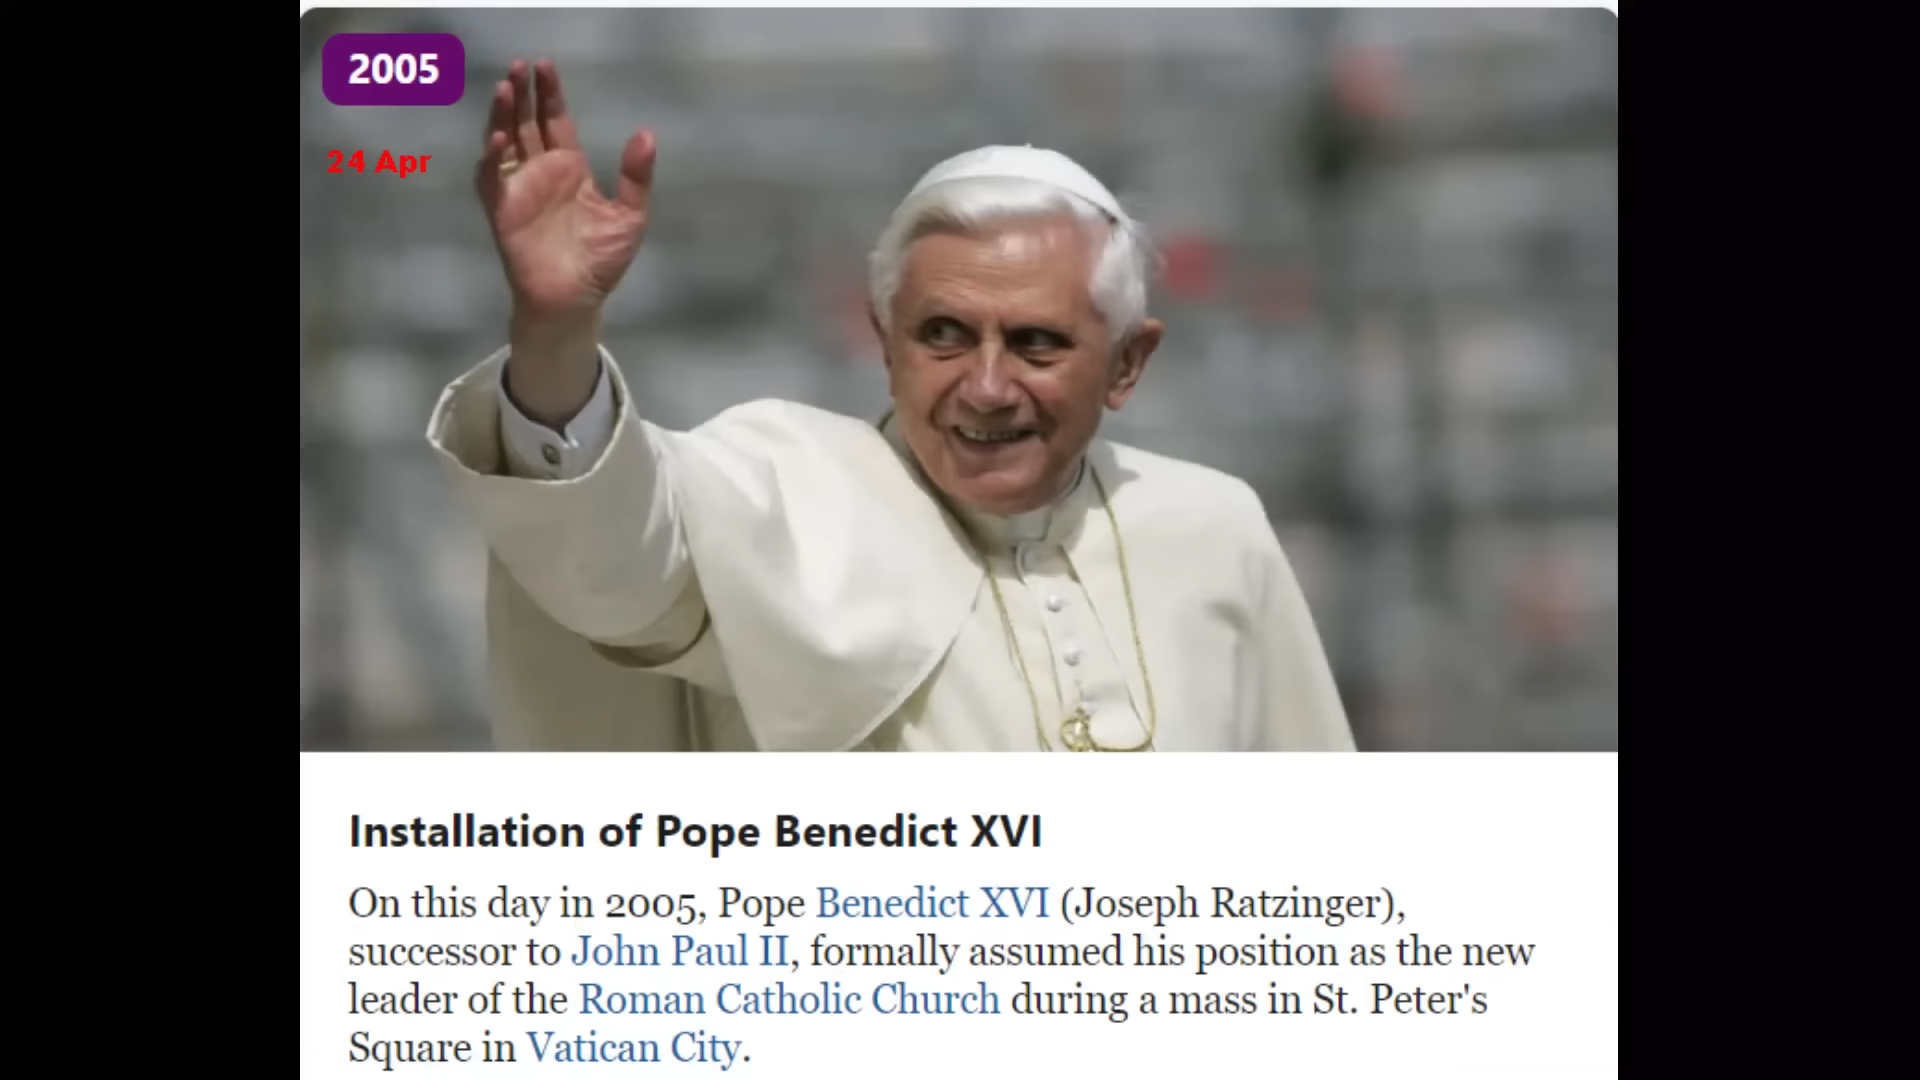 2005
24 Apr
Installation of Pope Benedict XVI
On this day in 2005, Pope Benedict XVI (Joseph Ratzinger),
successor to John Paul II, formally assumed his position as the new
leader of the Roman Catholic Church during a mass in St. Peter's
Square in Vatican City.